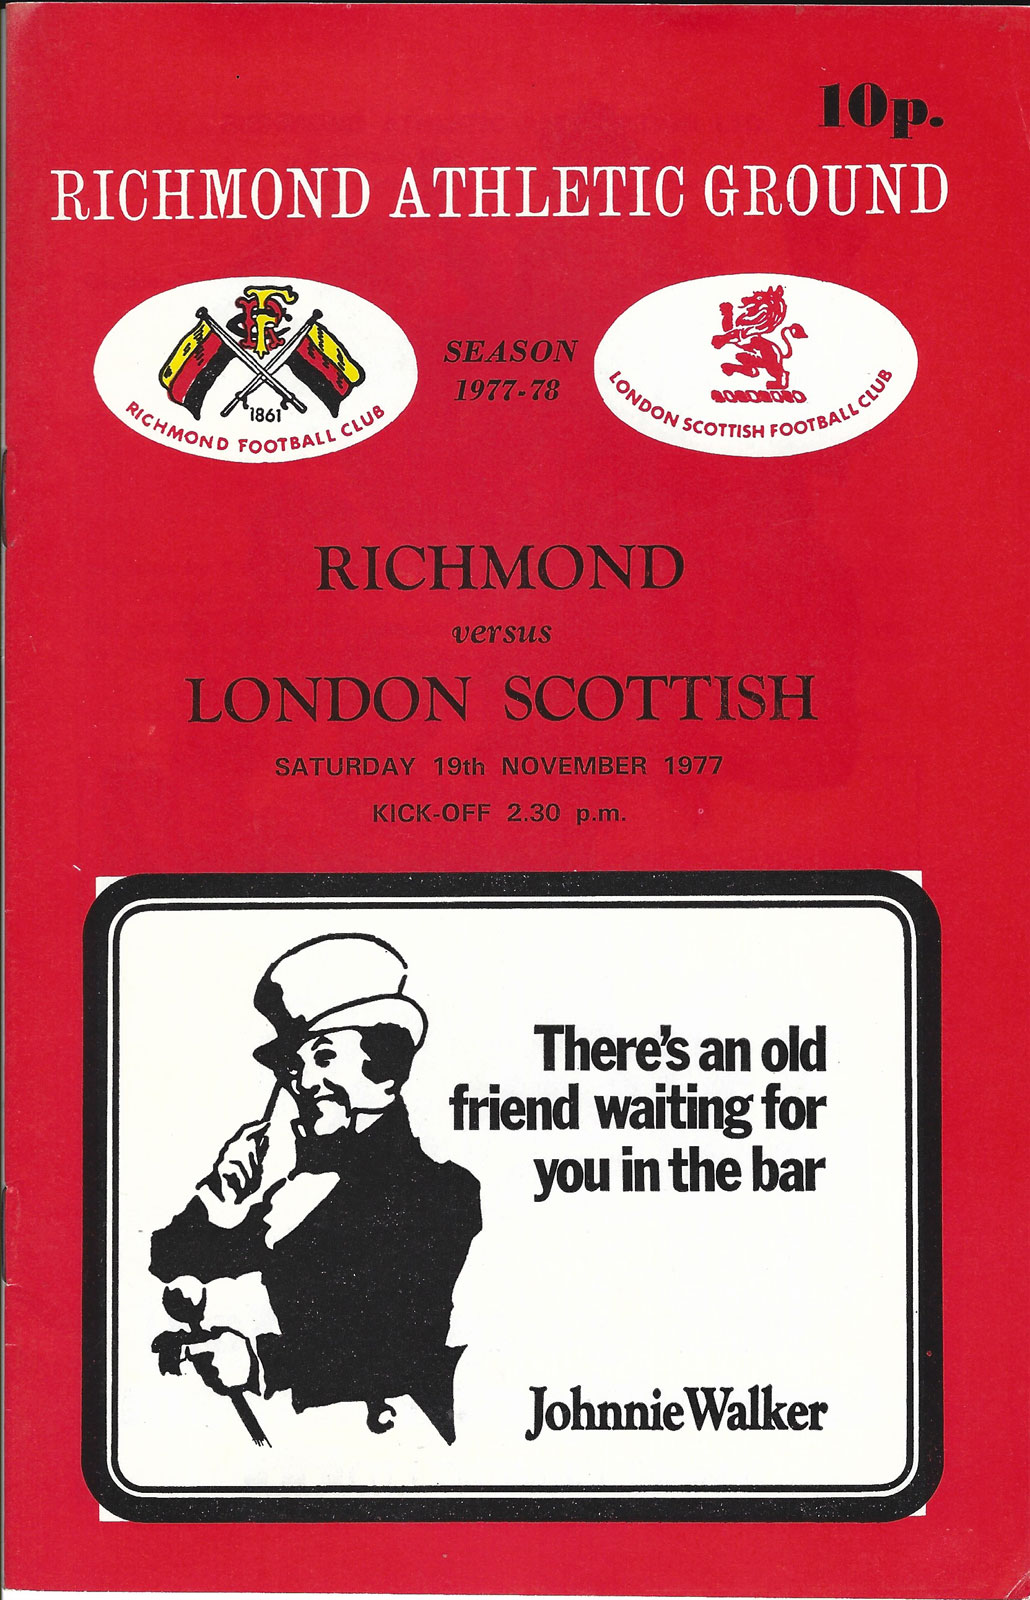 10p.
RICHMOND ATHLETIC GROUND
FRC
1861
RICHMOND FOOTBALL CLUB
SEASON
1977-78
LONDON SCOTTISH FOOTBALL CLUB
RICHMOND
versus
LONDON SCOTTISH
SATURDAY 19th NOVEMBER 1977
KICK-OFF 2.30 p.m.
There's an old
friend waiting for
you in the bar
Johnnie Walker